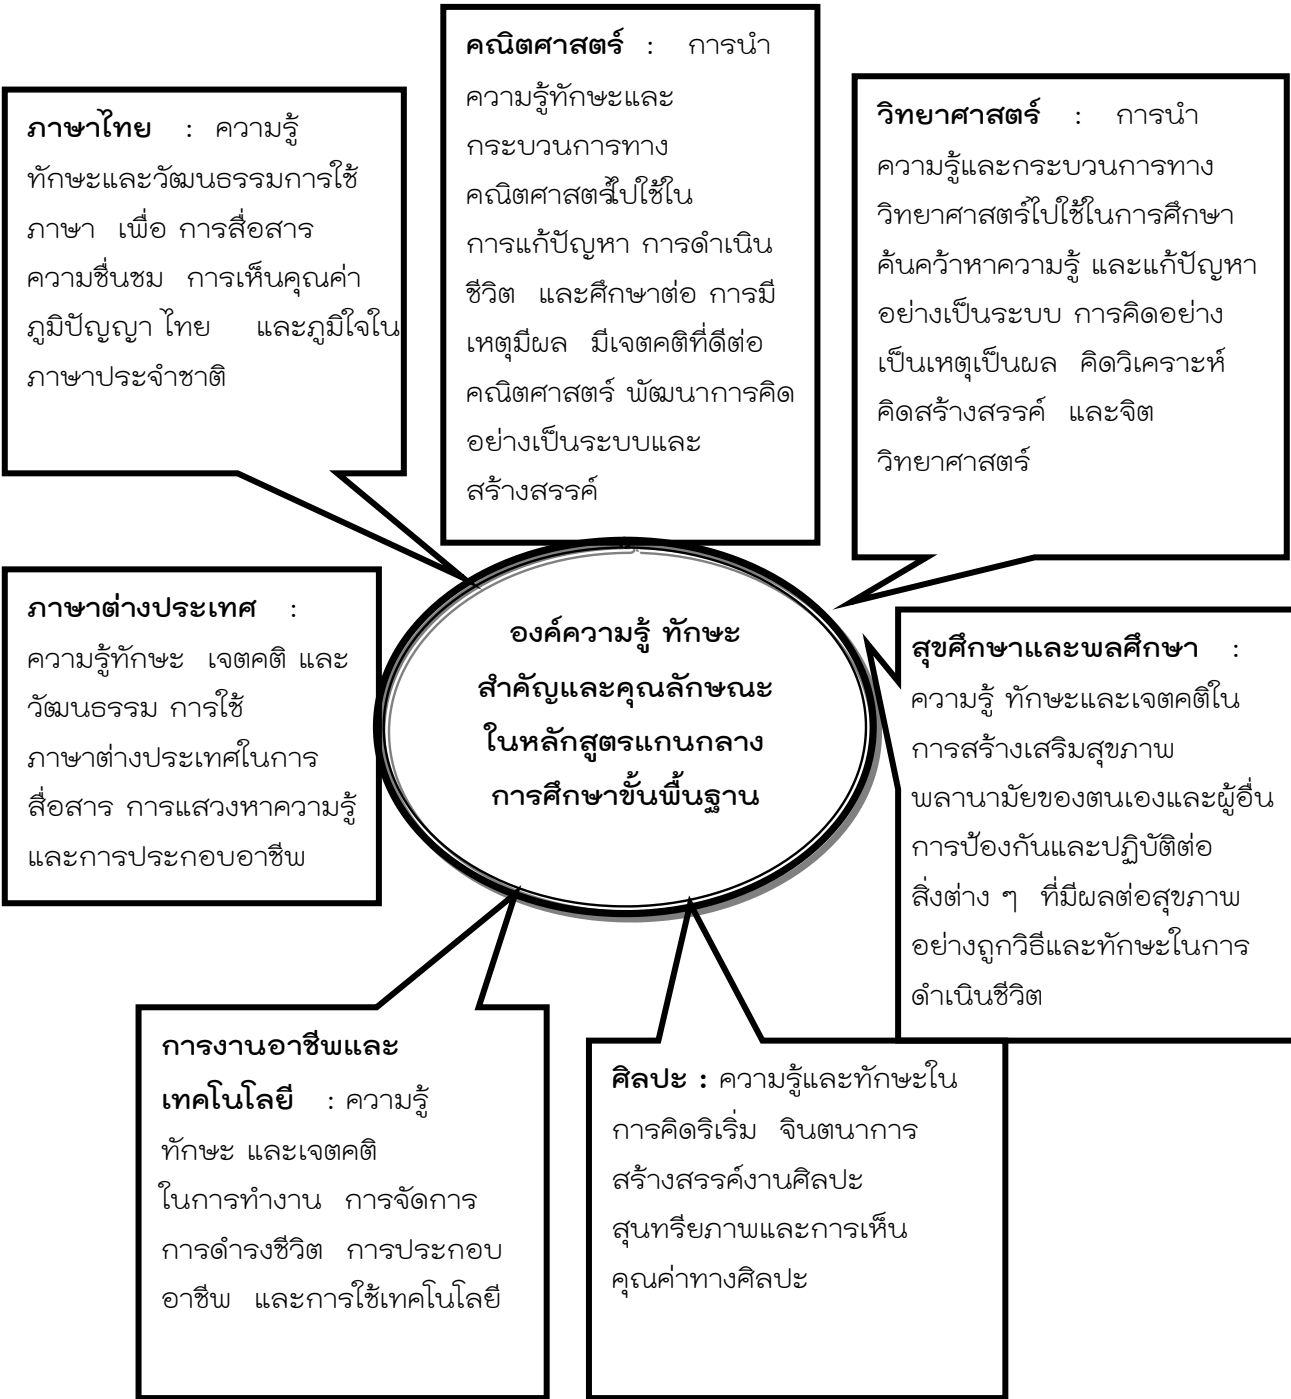 คณิตศาสตร์ : การนำ
ความรู้ทักษะและ
กระบวนการทาง
คณิตศาสตร์ไปใช้ใน
การแก้ปัญหา การดำเนิน
ชีวิต และศึกษาต่อ การมี
เหตุมีผล มีเจตคติที่ดีต่อ
คณิตศาสตร์ พัฒนาการคิด
อย่างเป็นระบบและ
สร้างสรรค์
ภาษาไทย : ความรู้
ทักษะและวัฒนธรรมการใช้
ภาษา เพื่อ การสื่อสาร
ความชื่นชม การเห็นคุณค่า
ภูมิปัญญา ไทย และภูมิใจใน
ภาษาประจำชาติ
วิทยาศาสตร์ : การนำ
ความรู้และกระบวนการทาง
วิทยาศาสตร์ไปใช้ในการศึกษา
ค้นคว้าหาความรู้ และแก้ปัญหา
อย่างเป็นระบบ การคิดอย่าง
เป็นเหตุเป็นผล คิดวิเคราะห์
คิดสร้างสรรค์ และจิต
วิทยาศาสตร์
ภาษาต่างประเทศ :
ความรู้ทักษะ เจตคติ และ
วัฒนธรรม การใช้
ภาษาต่างประเทศในการ
สื่อสาร การแสวงหาความรู้
และการประกอบอาชีพ
องค์ความรู้ ทักษะ
สำคัญและคุณลักษณะ
ในหลักสูตรแกนกลาง
การศึกษาขั้นพื้นฐาน
สุขศึกษาและพลศึกษา :
ความรู้ ทักษะและเจตคติใน
การสร้างเสริมสุขภาพ
พลานามัยของตนเองและผู้อื่น
การป้องกันและปฏิบัติต่อ
สิ่งต่าง ๆ ที่มีผลต่อสุขภาพ
อย่างถูกวิธีและทักษะในการ
ดำเนินชีวิต
การงานอาชีพและ
เทคโนโลยี : ความรู้
ทักษะ และเจตคติ
ในการทำงาน การจัดการ
การดำรงชีวิต การประกอบ
อาชีพ และการใช้เทคโนโลยี
ศิลปะ : ความรู้และทักษะใน
การคิดริเริ่ม จินตนาการ
สร้างสรรค์งานศิลปะ
สุนทรียภาพและการเห็น
คุณค่าทางศิลปะ